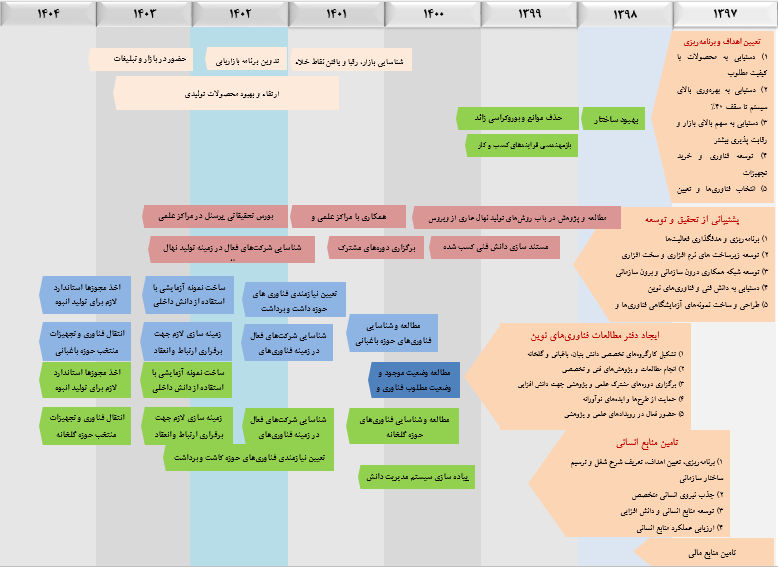 ۱۳۹۷ ۱۳۹۸ ۱۳۹۹ ۱۴۰۰ ۱۴۰۱ ۱۴۰۲ ۱۴۰۳ ۱۴۰۴
تعیین اهداف و برنامه‌ریزی
۱) دستیابی به محصولات با
کیفیت مطلوب
۲) دستیابی به بهره‌وری بالای
سیستم تا سقف ۴۰٪
۳) دستیابی به سهم بالای بازار و
رقابت پذیری بیشتر
۴) توسعه فناوری و خرید
تجهیزات
۵) انتخاب فناوری‌ها و تعیین
شناسایی بازار، رقبا و یافتن نقاط خلاء
تدوین برنامه بازاریابی
حضور در بازار و تبلیغات
ارتقاء و بهبود محصولات تولیدی
بهبود ساختار
حذف موانع و بوروکراسی زائد
بازمهندسی فرایندهای کسب و کار
پشتیبانی از تحقیق و توسعه
۱) برنامه‌ریزی و هدفگذاری فعالیت‌ها
۲) توسعه زیرساخت های نرم افزاری و سخت افزاری
۳) توسعه شبکه همکاری درون سازمانی و برون سازمانی
۴) دستیابی به دانش فنی و فناوری‌های نوین
۵) طراحی و ساخت نمونه‌های آزمایشگاهی فناوری‌ها و
مطالعه و پژوهش در باب روش‌های تولید نهال عاری از ویروس
همکاری با مراکز علمی و
بورس تحقیقاتی پرسنل در مراکز علمی
مستند سازی دانش فنی کسب شده
برگزاری دوره‌های مشترک
شناسایی شرکت‌های فعال در زمینه تولید نهال
تعیین نیازمندی فناوری های
حوزه داشت و برداشت
ساخت نمونه آزمایشی با
استفاده از دانش داخلی
اخذ مجوزها استاندارد
لازم برای تولید انبوه
مطالعه و شناسایی
فناوری‌های حوزه باغبانی
شناسایی شرکت‌های فعال
در زمینه فناوری‌های
زمینه سازی لازم جهت
برقراری ارتباط و انعقاد
انتقال فناوری و تجهیزات
منتخب حوزه باغبانی
ایجاد دفتر مطالعات فناوری‌های نوین
۱) تشکیل کارگروه‌های تخصصی دانش بنیان، باغبانی و گلخانه
۲) انجام مطالعات و پژوهش‌های فنی و تخصصی
۳) برگزاری دوره‌های مشترک علمی و پژوهشی جهت دانش افزایی
۴) حمایت از طرح‌ها و ایده‌های نوآورانه
۵) حضور فعال در رویدادهای علمی و پژوهشی
مطالعه وضعیت موجود و
وضعیت مطلوب فناوری و
ساخت نمونه آزمایشی با
استفاده از دانش داخلی
اخذ مجوزها استاندارد
لازم برای تولید انبوه
مطالعه و شناسایی فناوری‌های
حوزه گلخانه
شناسایی شرکت‌های فعال
در زمینه فناوری‌های
زمینه سازی لازم جهت
برقراری ارتباط و انعقاد
انتقال فناوری و تجهیزات
منتخب حوزه گلخانه
تعیین نیازمندی فناوری‌های حوزه کاشت و برداشت
پیاده سازی سیستم مدیریت دانش
تامین منابع انسانی
۱) برنامه‌ریزی، تعیین اهداف، تعریف شرح شغل و ترسیم
ساختار سازمانی
۲) جذب نیروی انسانی متخصص
۳) توسعه منابع انسانی و دانش افزایی
۴) ارزیابی عملکرد منابع انسانی
تامین منابع مالی